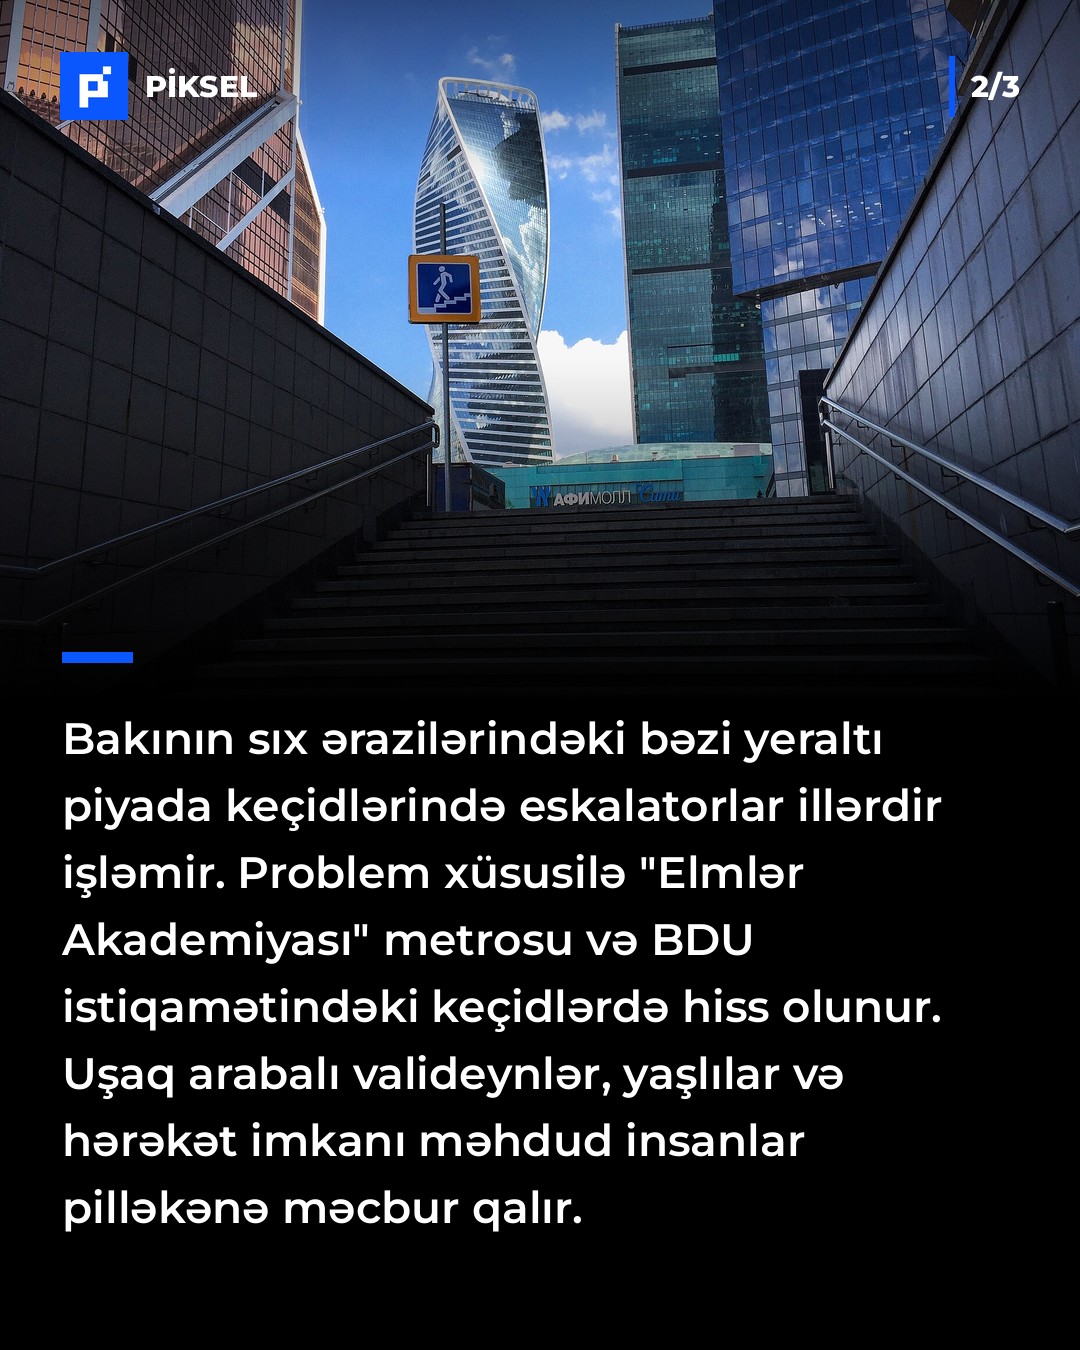 PİKSEL
2/3
АФИМОЛЛ Сити
Bakının sıx ərazilərindəki bəzi yeraltı
piyada keçidlərində eskalatorlar illərdir
işləmir. Problem xüsusilə "Elmlər
Akademiyası" metrosu və BDU
istiqamətindəki keçidlərdə hiss olunur.
Uşaq arabalı valideynlər, yaşlılar və
hərəkət imkanı məhdud insanlar
pilləkənə məcbur qalır.